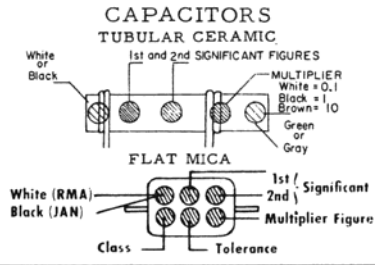 CAPACITORS
TUBULAR CERAMIC
White
or
Black
1st and 2nd SIGNIFICANT FIGURES
MULTIPLIER
White = 0.1
Black = 1
Brown = 10
Green
or
Gray
FLAT MICA
White (RMA)
Black (JAN)
1st
2nd
Significant
Multiplier Figure
Class
Tolerance